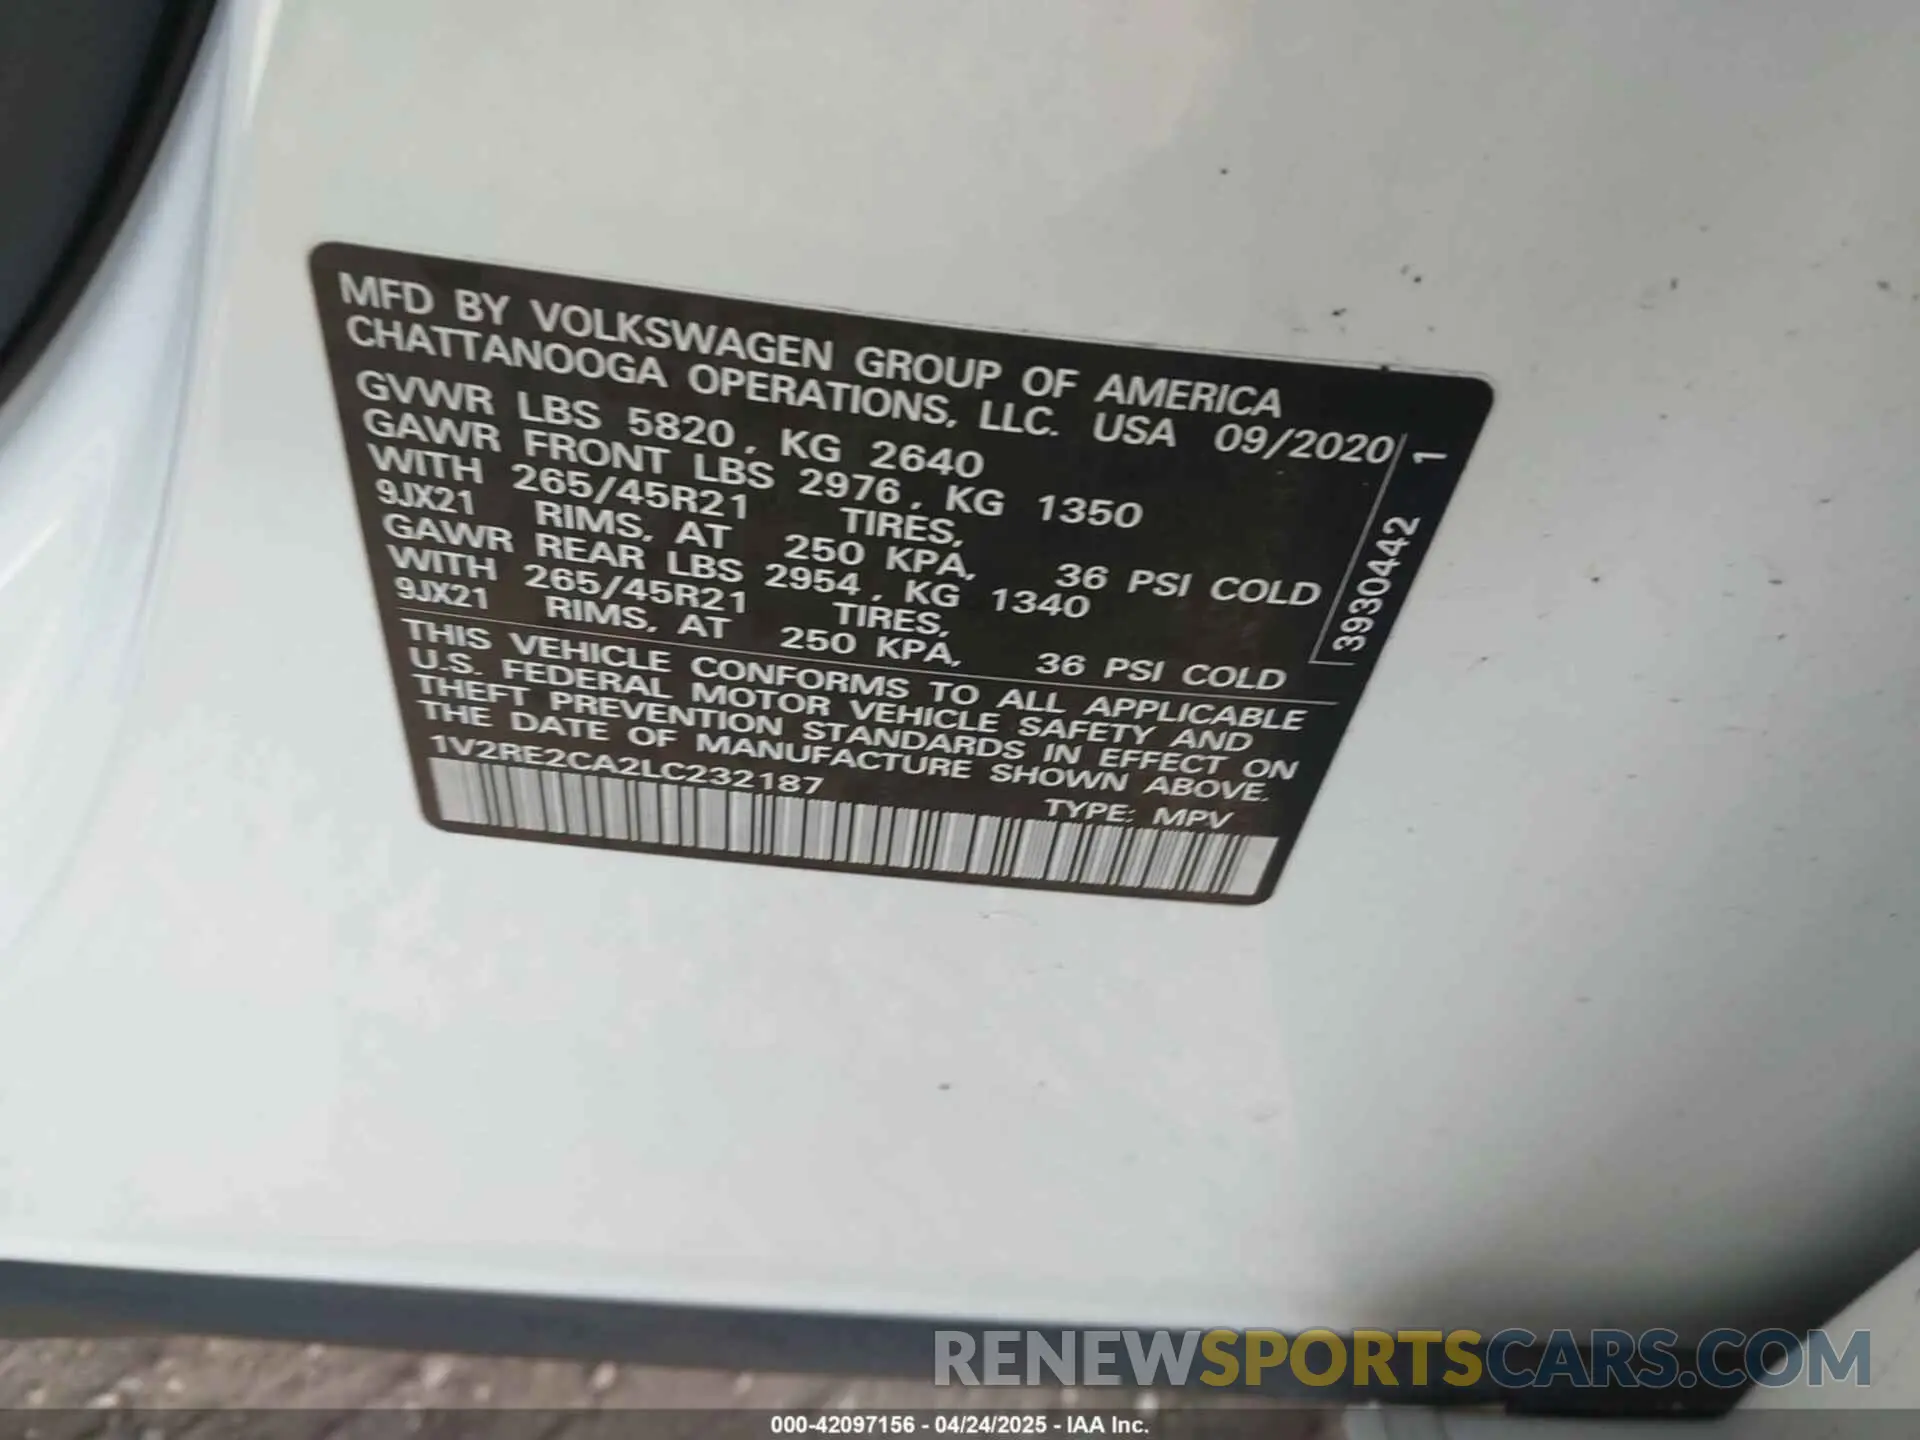 MFD BY VOLKSWAGEN GROUP OF AMERICA
CHATTANOOGA OPERATIONS, LLC. USA 09/2020
GVWR LBS 5820, KG 2640
GAWR FRONT LBS 2976, KG 1350
WITH 265/45R21 TIRES,
9JX21 RIMS, AT 250 KPA, 36 PSI COLD
GAWR REAR LBS 2954, KG 1340
WITH 265/45R21 TIRES,
9JX21 RIMS, AT 250 KPA, 36 PSI COLD
THIS VEHICLE CONFORMS TO ALL APPLICABLE
U.S. FEDERAL MOTOR VEHICLE SAFETY AND
THEFT PREVENTION STANDARDS IN EFFECT ON
THE DATE OF MANUFACTURE SHOWN ABOVE.
1V2RE2CA2LC232187 TYPE: MPV
3930442 1
RENEWSPORTSCARS.COM
000-42097156 - 04/24/2025 - IAA Inc.